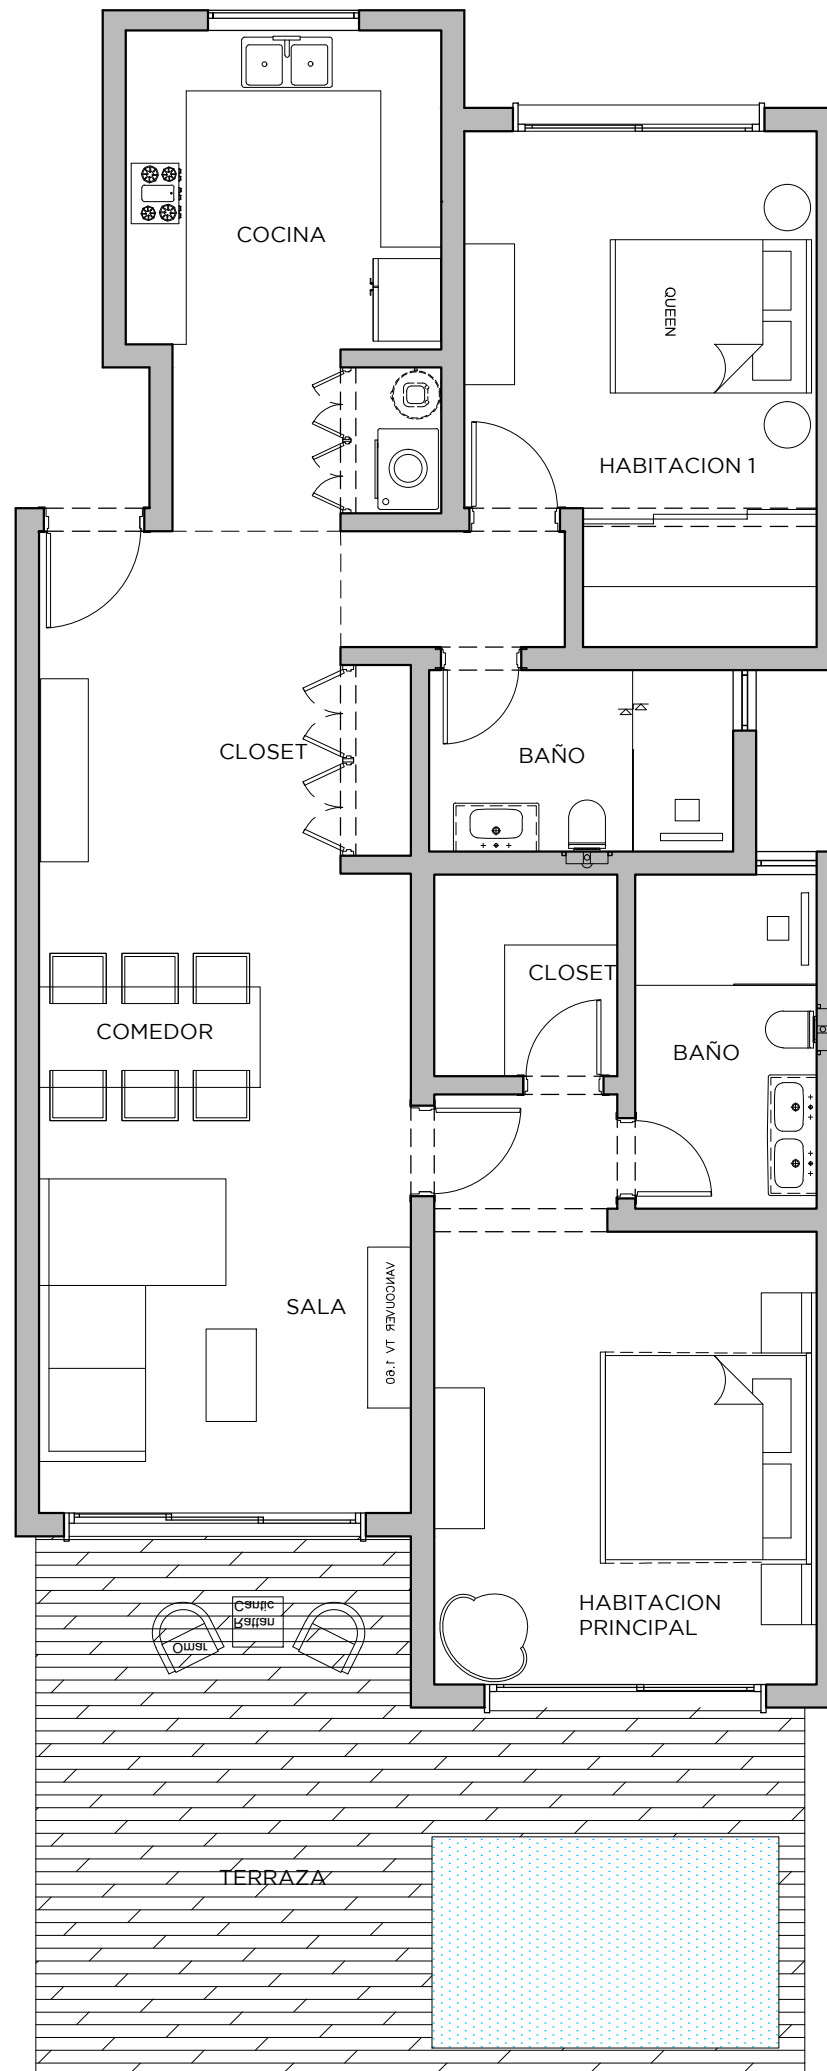 COCINA
QUEEN
HABITACION 1
CLOSET
BAÑO
CLOSET
COMEDOR
BAÑO
SALA
VANCOUVER TV 1.60
HABITACION
PRINCIPAL
Cantic
Rattan
Omar
TERRAZA